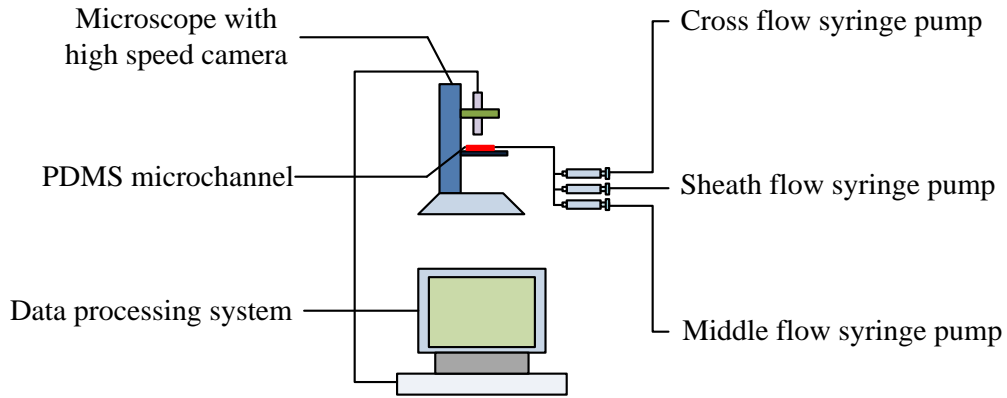 Microscope with
high speed camera
Cross flow syringe pump
PDMS microchannel
Sheath flow syringe pump
Data processing system
Middle flow syringe pump